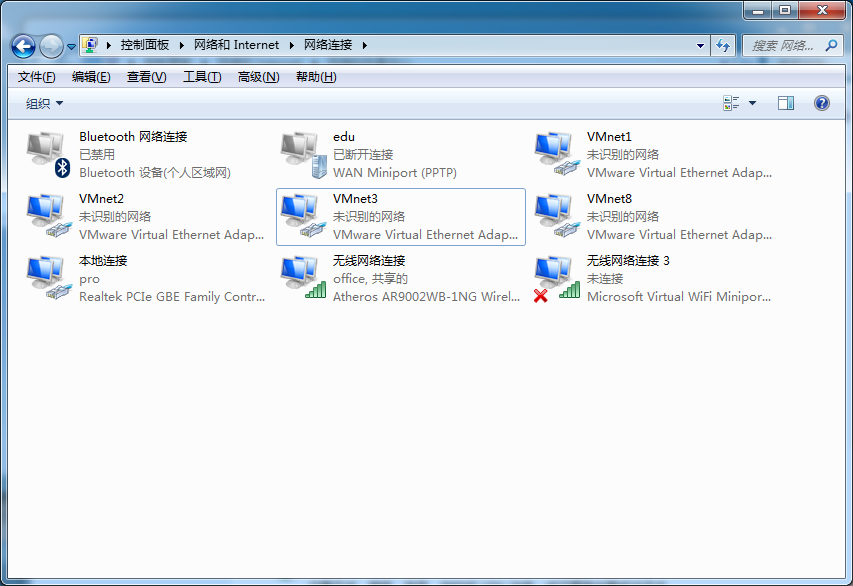 控制面板 ▸ 网络和 Internet ▸ 网络连接 ▸
搜索 网络...
文件(F) 编辑(E) 查看(V) 工具(T) 高级(N) 帮助(H)
组织
Bluetooth 网络连接
已禁用
Bluetooth 设备(个人区域网)
edu
已断开连接
WAN Miniport (PPTP)
VMnet1
未识别的网络
VMware Virtual Ethernet Adap...
VMnet2
未识别的网络
VMware Virtual Ethernet Adap...
VMnet3
未识别的网络
VMware Virtual Ethernet Adap...
VMnet8
未识别的网络
VMware Virtual Ethernet Adap...
本地连接
pro
Realtek PCIe GBE Family Contr...
无线网络连接
office, 共享的
Atheros AR9002WB-1NG Wirel...
无线网络连接 3
未连接
Microsoft Virtual WiFi Minipor...